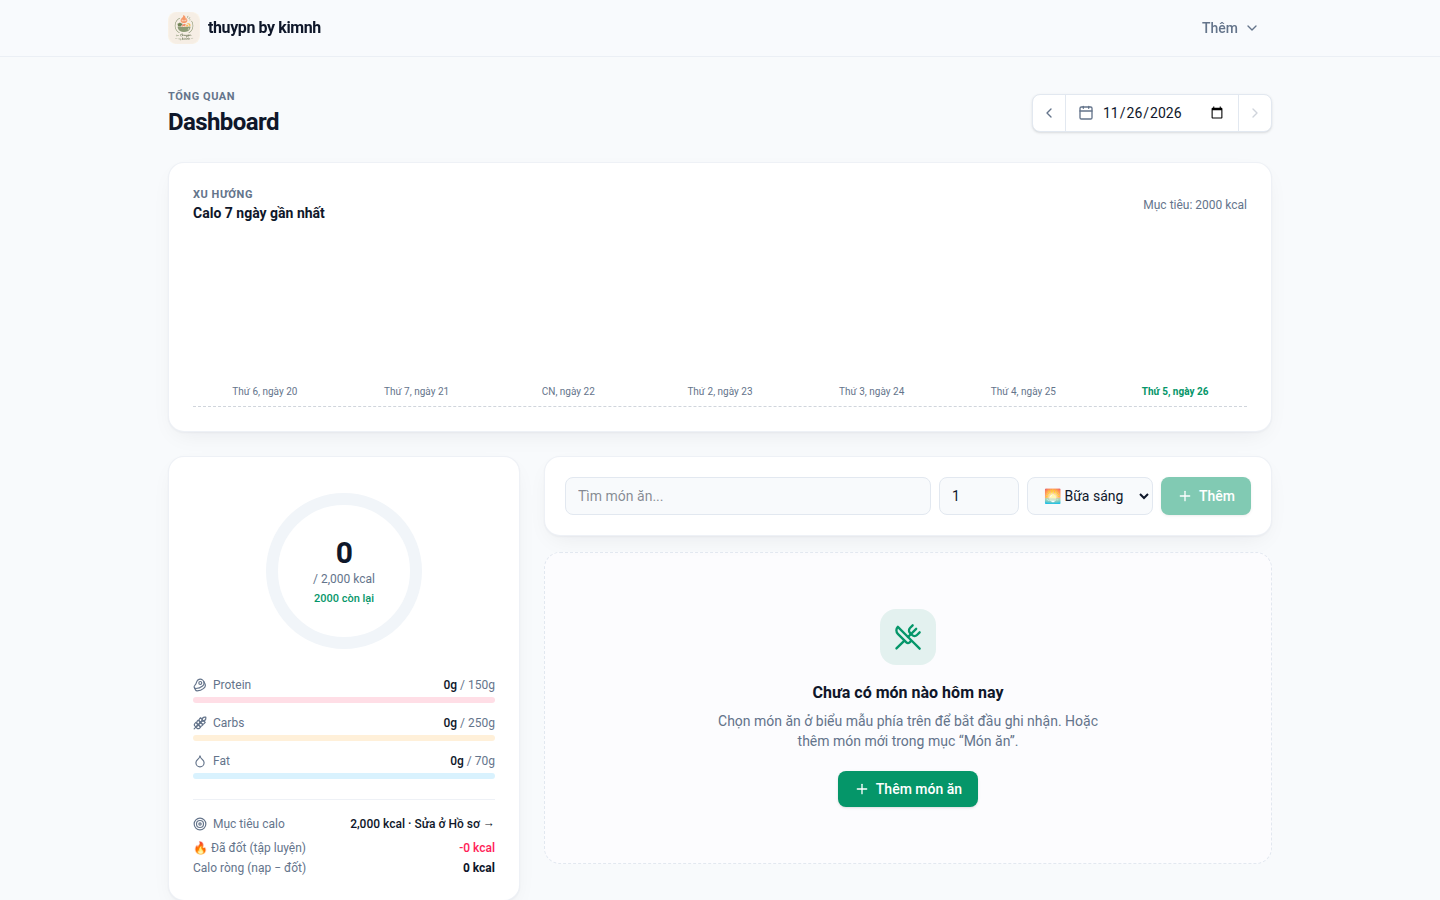 thuypn by kimnh
Thêm
TỔNG QUAN
Dashboard
11/26/2026
XU HƯỚNG
Calo 7 ngày gần nhất
Mục tiêu: 2000 kcal
Thứ 6, ngày 20
Thứ 7, ngày 21
CN, ngày 22
Thứ 2, ngày 23
Thứ 3, ngày 24
Thứ 4, ngày 25
Thứ 5, ngày 26
0
/ 2,000 kcal
2000 còn lại
Protein 0g / 150g
Carbs 0g / 250g
Fat 0g / 70g
Mục tiêu calo 2,000 kcal · Sửa ở Hồ sơ →
🔥 Đã đốt (tập luyện) -0 kcal
Calo ròng (nạp − đốt) 0 kcal
Tìm món ăn...
1
🌅 Bữa sáng
Thêm
Chưa có món nào hôm nay
Chọn món ăn ở biểu mẫu phía trên để bắt đầu ghi nhận. Hoặc
thêm món mới trong mục “Món ăn”.
Thêm món ăn